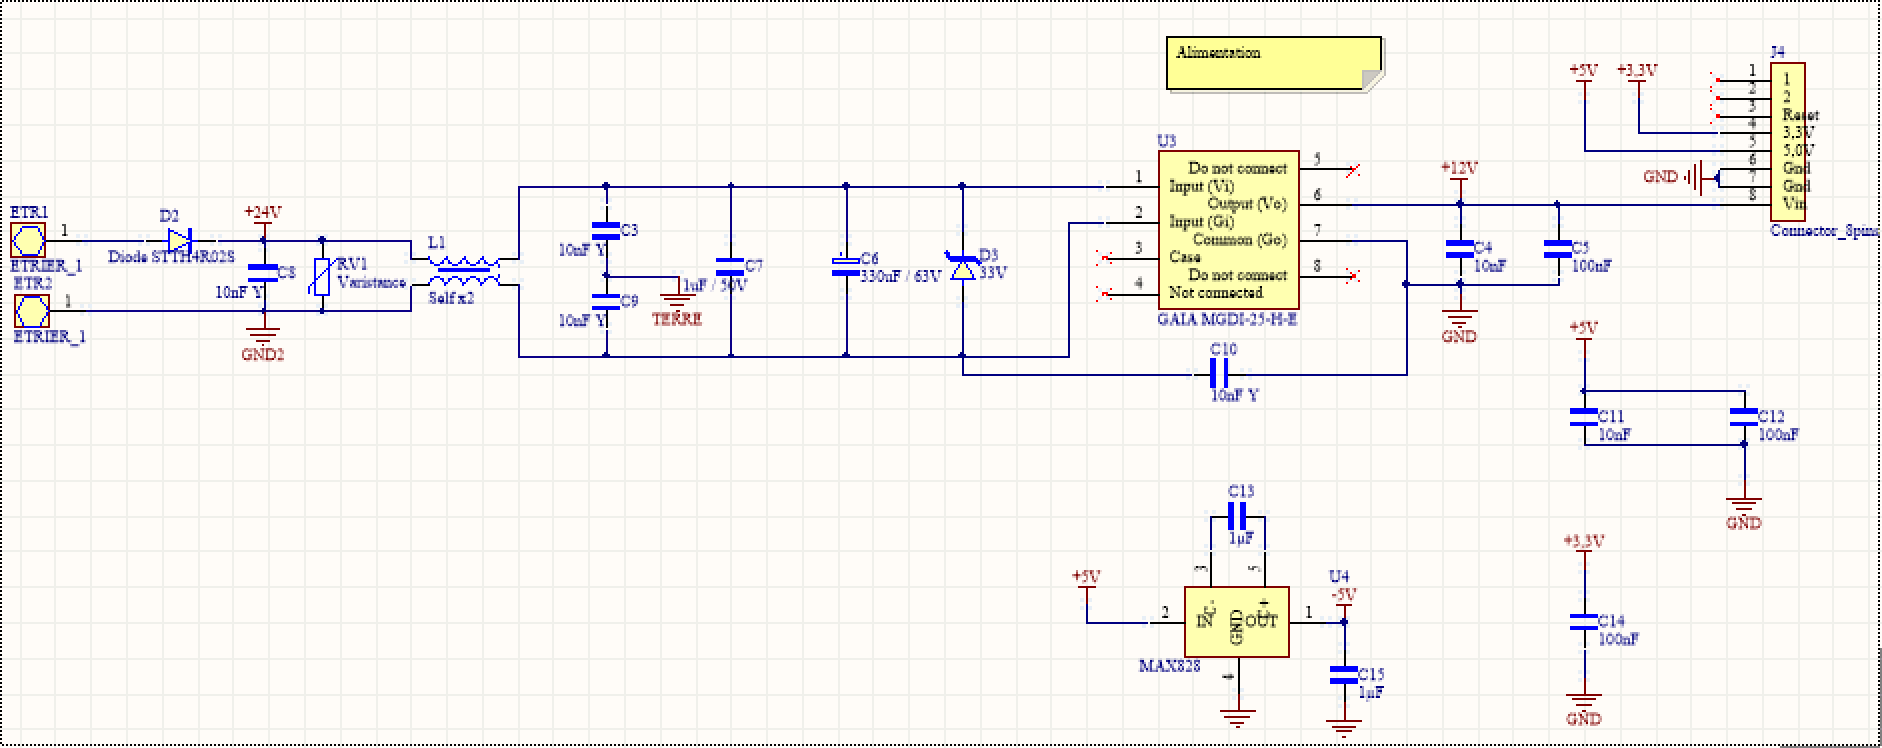 Alimentation
ETR1
1
ETRIER_1
ETR2
1
ETRIER_1
D2
Diode STTH4R02S
+24V
C8
10nF Y
GND2
RV1
Varistance
L1
Self x2
C3
10nF Y
C9
10nF Y
TERRE
C7
1uF / 50V
C6
330nF / 63V
D3
33V
U3
1
Input (Vi)
2
Input (Gi)
3
Case
4
Not connected
Do not connect
5
Output (Vo)
6
Common (Go)
7
Do not connect
8
GAIA MGDI-25-H-E
C10
10nF Y
+12V
C4
10nF
C5
100nF
GND
+5V
+3,3V
J4
1 1
2 2
3 Reset
4 3,3V
5 5,0V
6 Gnd
7 Gnd
8 Vin
GND
Connector_8pins
+5V
C11
10nF
C12
100nF
GND
C13
1µF
3
5
+5V
2
IN
C-
GND
C+
OUT
1
4
U4
-5V
MAX828
C15
1µF
+3,3V
C14
100nF
GND